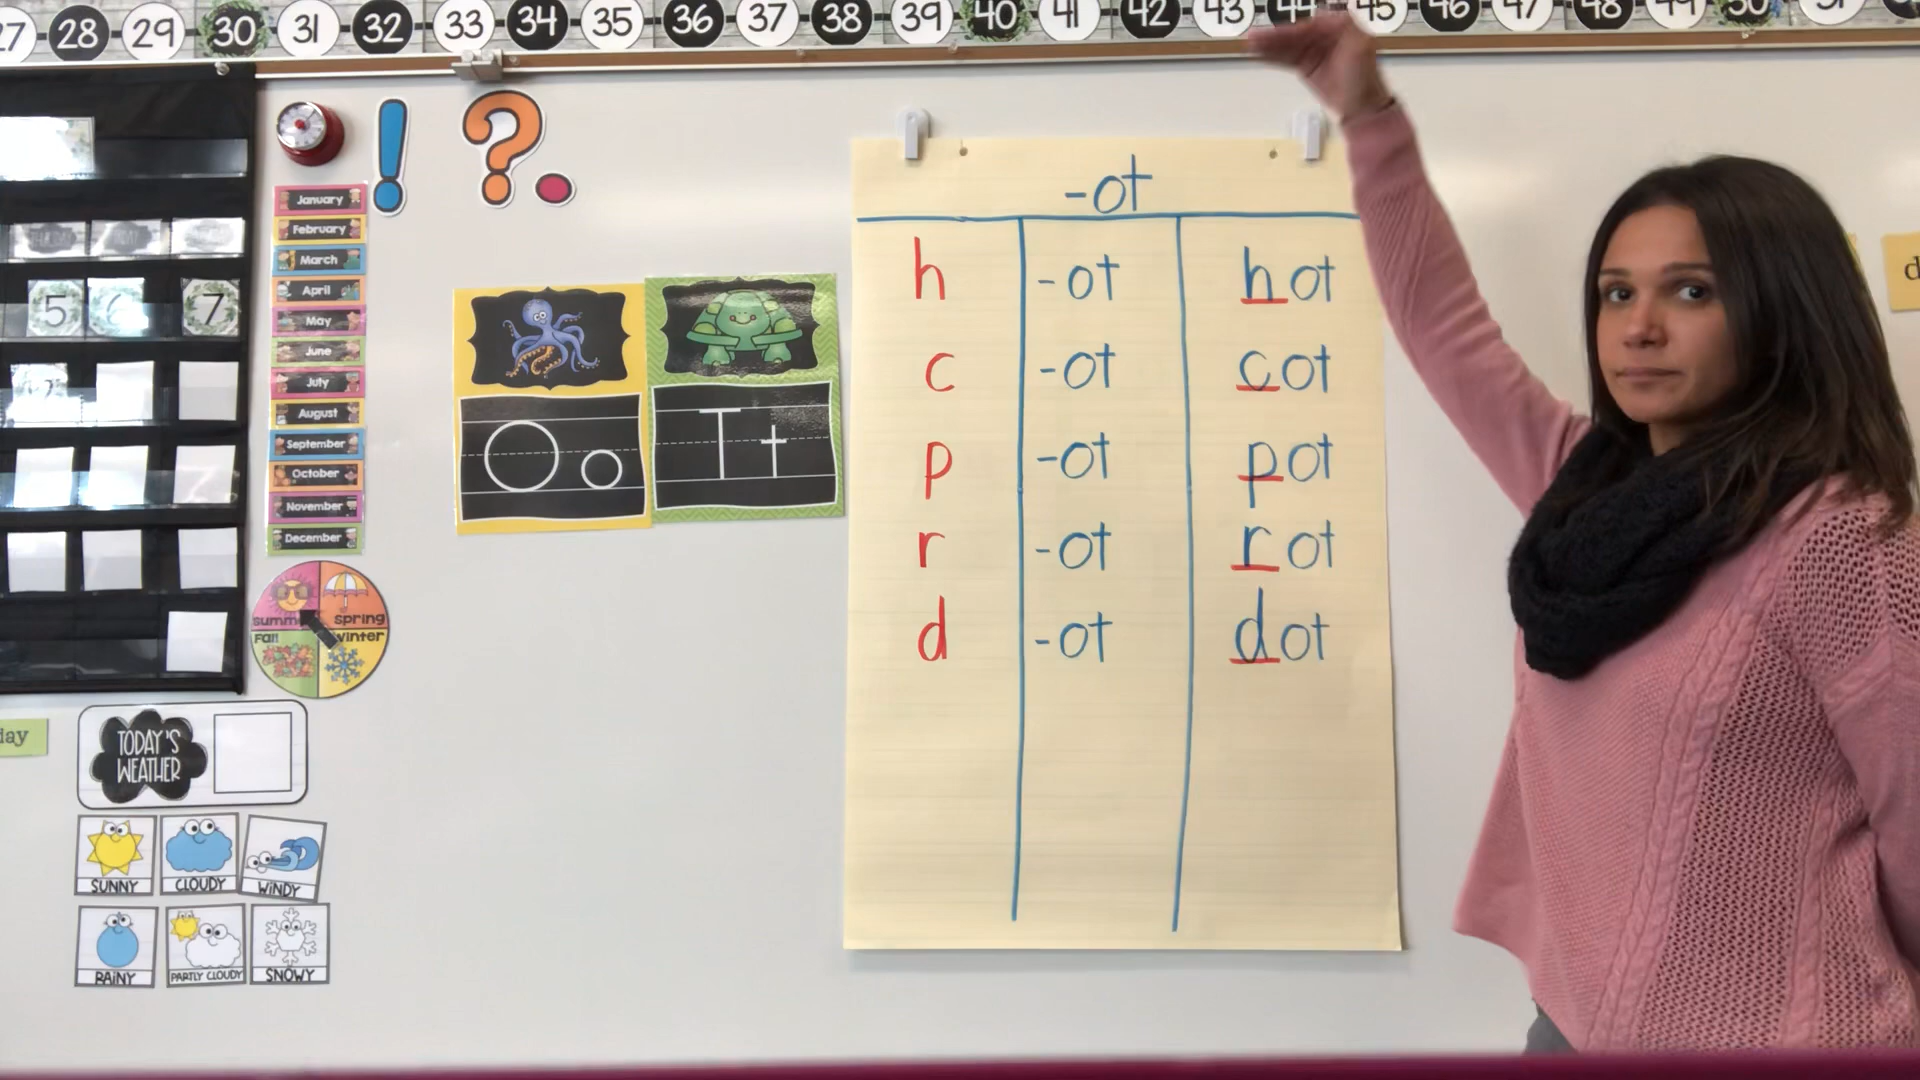 27 28 29 30 31 32 33 34 35 36 37 38 39 40 41 42 43 44 45 46 47 48 49 50 51
! ? .
5 6 7
January
February
March
April
May
June
July
August
September
October
November
December
spring
Fall winter
TODAY'S
WEATHER
SUNNY CLOUDY WINDY
RAINY PARTLY CLOUDY SNOWY
Oo Tt
-ot
h -ot hot
c -ot cot
p -ot pot
r -ot rot
d -ot dot
d